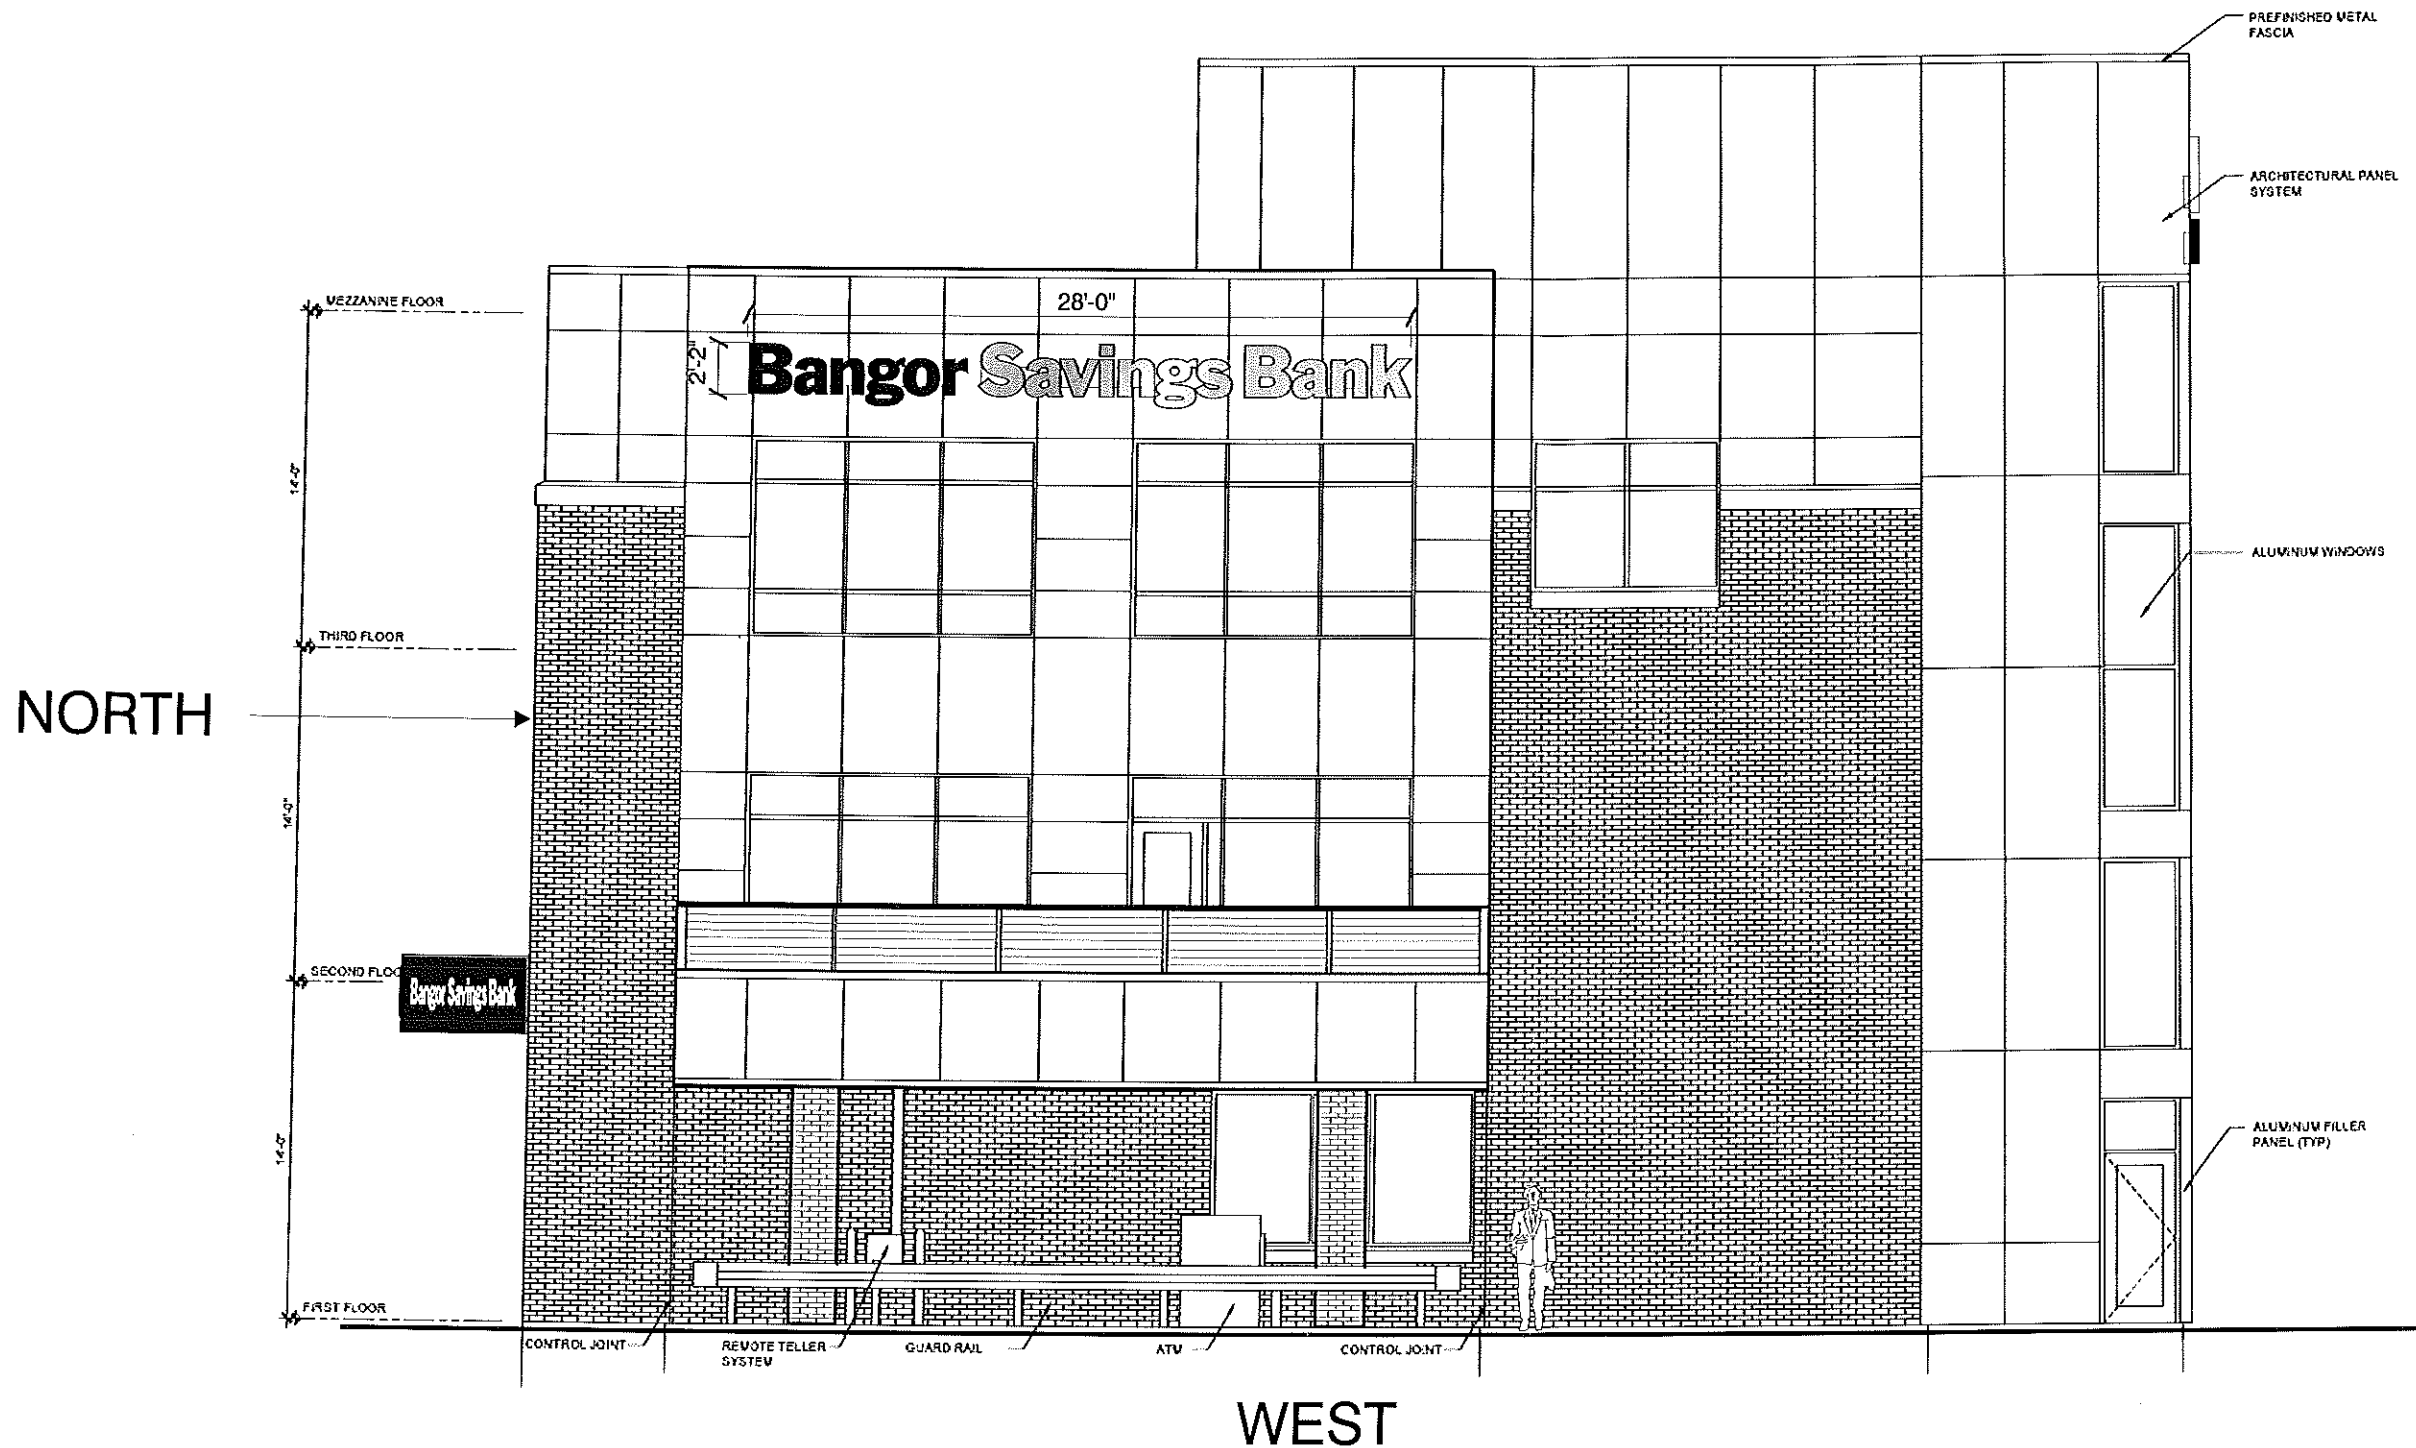 PREFINISHED METAL
FASCIA
ARCHITECTURAL PANEL
SYSTEM
MEZZANINE FLOOR
28'-0"
2'-2"
Bangor Savings Bank
14'-0"
ALUMINUM WINDOWS
THIRD FLOOR
NORTH
14'-0"
SECOND FLOO
Bangor Savings Bank
14'-0"
ALUMINUM FILLER
PANEL (TYP)
FIRST FLOOR
CONTROL JOINT
REMOTE TELLER
SYSTEM
GUARD RAIL
ATM
CONTROL JOINT
WEST